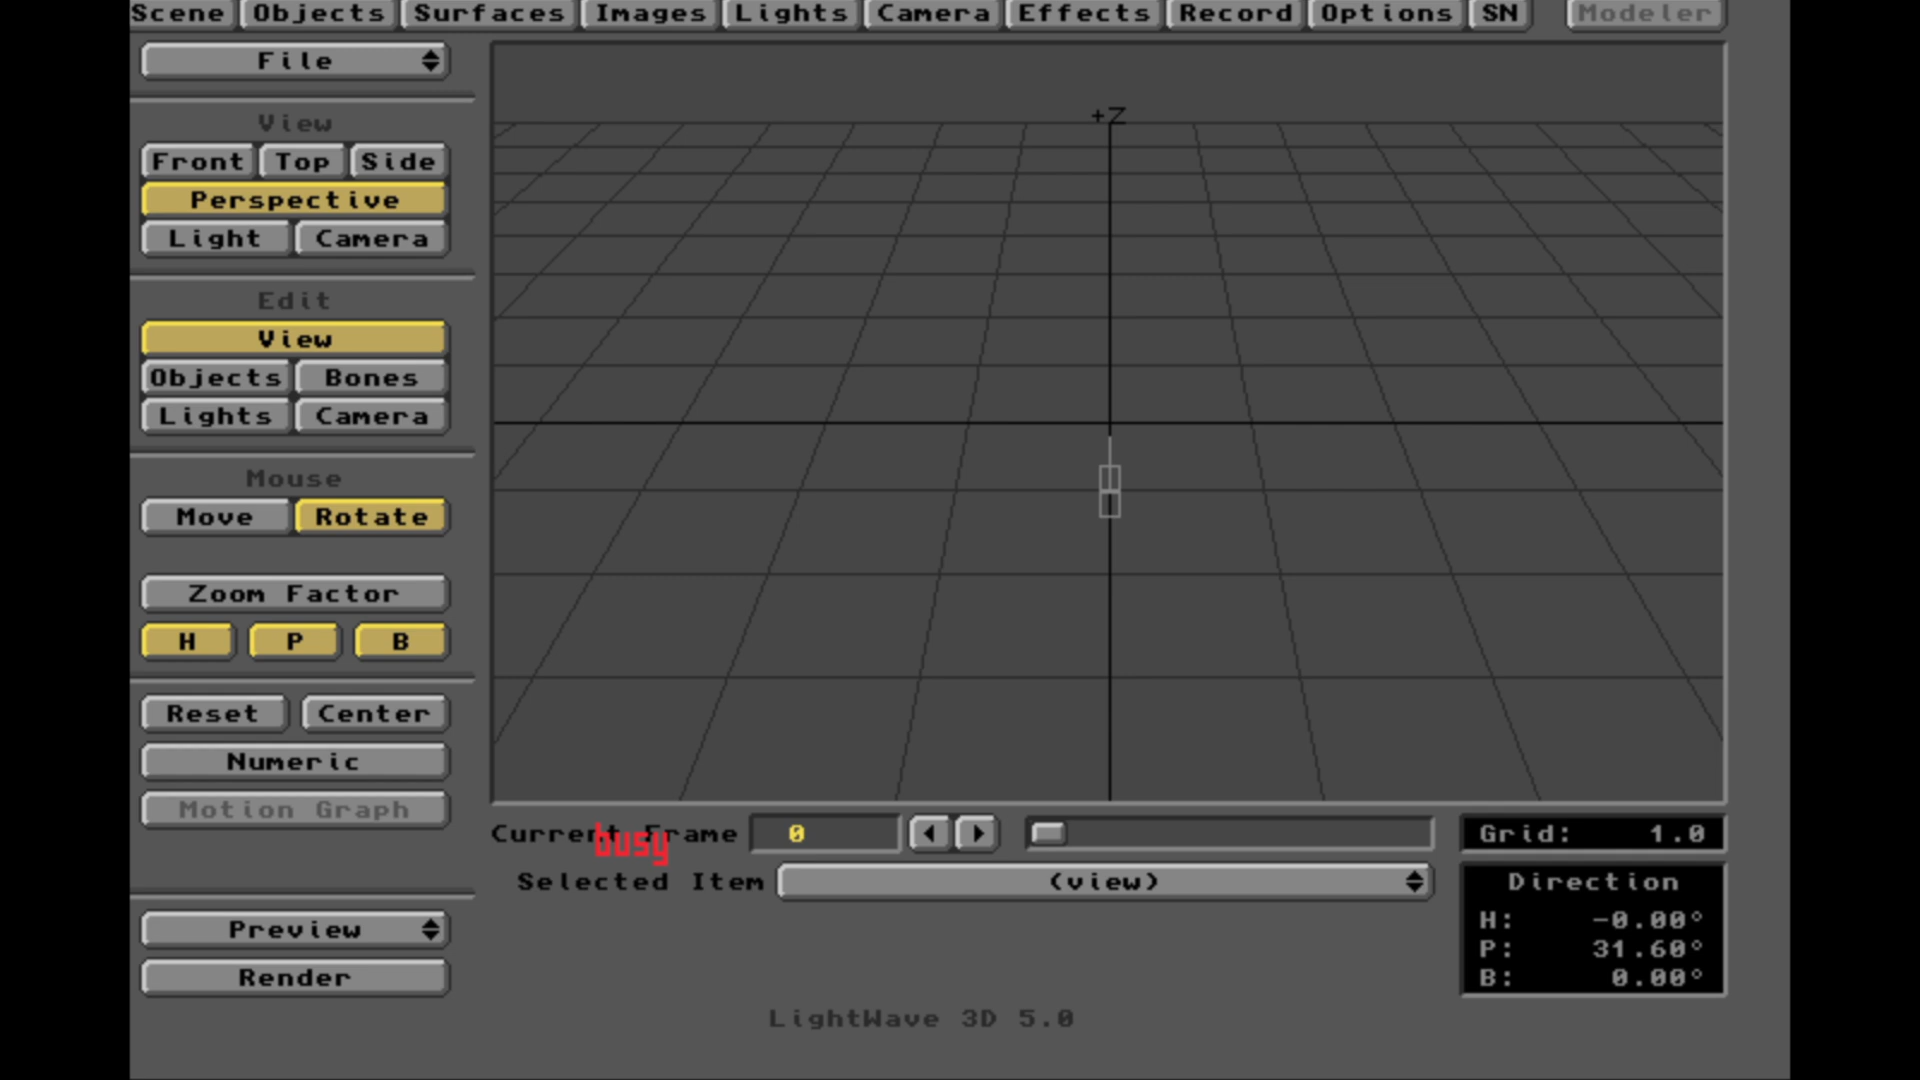 Scene Objects Surfaces Images Lights Camera Effects Record Options SN Modeler
File
View
Front Top Side
Perspective
Light Camera
Edit
View
Objects Bones
Lights Camera
Mouse
Move Rotate
Zoom Factor
H P B
Reset Center
Numeric
Motion Graph
Preview
Render
+Z
Current Frame 0
busy
Selected Item (view)
Grid: 1.0
Direction
H: -0.00°
P: 31.60°
B: 0.00°
LightWave 3D 5.0